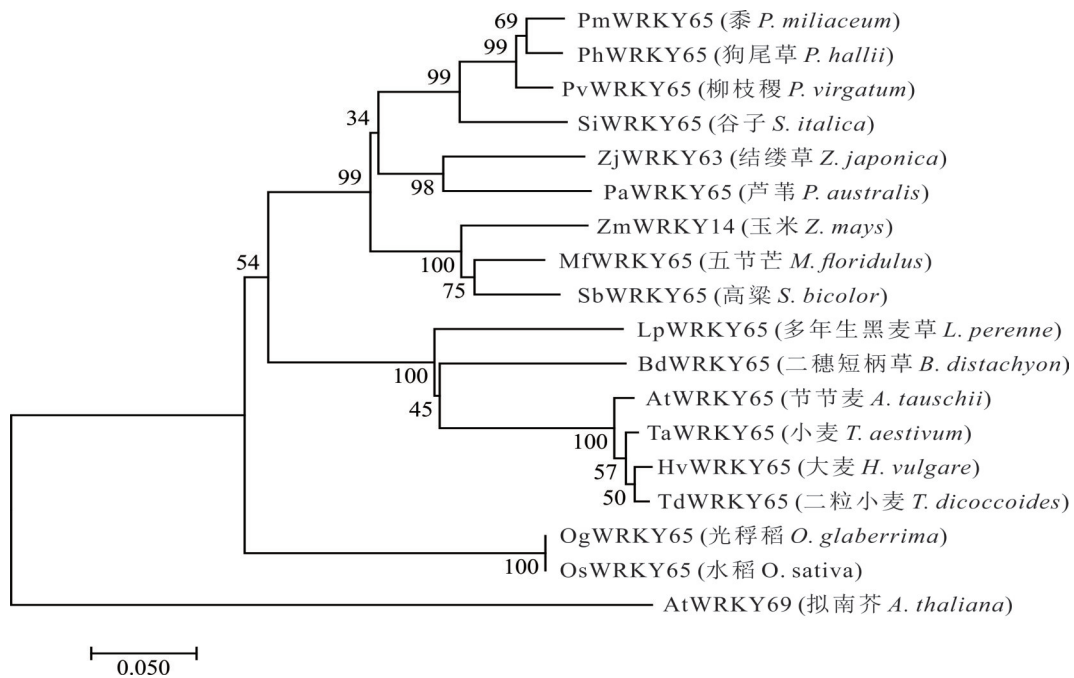 69
PmWRKY65 (黍 P. miliaceum)
99
PhWRKY65 (狗尾草 P. hallii)
99
PvWRKY65 (柳枝稷 P. virgatum)
34
SiWRKY65 (谷子 S. italica)
ZjWRKY63 (结缕草 Z. japonica)
99
98
PaWRKY65 (芦苇 P. australis)
ZmWRKY14 (玉米 Z. mays)
54
100
MfWRKY65 (五节芒 M. floridulus)
75
SbWRKY65 (高粱 S. bicolor)
LpWRKY65 (多年生黑麦草 L. perenne)
100
BdWRKY65 (二穗短柄草 B. distachyon)
45
AtWRKY65 (节节麦 A. tauschii)
100
TaWRKY65 (小麦 T. aestivum)
57
HvWRKY65 (大麦 H. vulgare)
50
TdWRKY65 (二粒小麦 T. dicoccoides)
OgWRKY65 (光稃稻 O. glaberrima)
100
OsWRKY65 (水稻 O. sativa)
AtWRKY69 (拟南芥 A. thaliana)
0.050